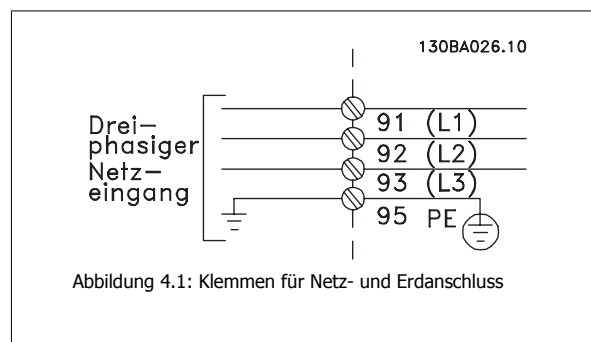 130BA026.10
Drei–
phasiger
Netz–
eingang
91 (L1)
92 (L2)
93 (L3)
95 PE
Abbildung 4.1: Klemmen für Netz- und Erdanschluss